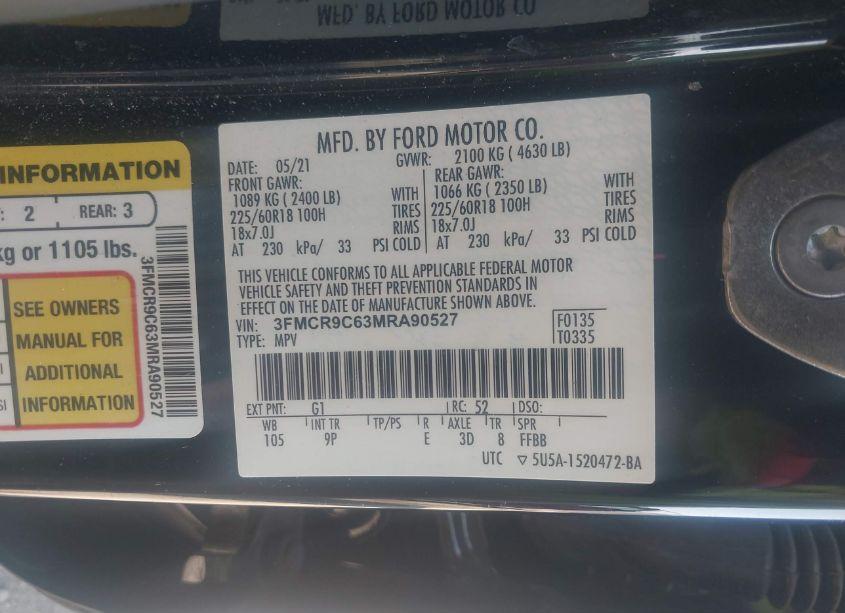 MFD. BY FORD MOTOR CO
INFORMATION
2 REAR: 3
kg or 1105 lbs.
SEE OWNERS
MANUAL FOR
ADDITIONAL
INFORMATION
3FMCR9C63MRA90527
MFD. BY FORD MOTOR CO.
DATE: 05/21 GVWR: 2100 KG ( 4630 LB)
FRONT GAWR: REAR GAWR:
1089 KG ( 2400 LB) WITH 1066 KG ( 2350 LB) WITH
225/60R18 100H TIRES 225/60R18 100H TIRES
18x7.0J RIMS 18x7.0J RIMS
AT 230 kPa/ 33 PSI COLD AT 230 kPa/ 33 PSI COLD
THIS VEHICLE CONFORMS TO ALL APPLICABLE FEDERAL MOTOR
VEHICLE SAFETY AND THEFT PREVENTION STANDARDS IN
EFFECT ON THE DATE OF MANUFACTURE SHOWN ABOVE.
VIN: 3FMCR9C63MRA90527 F0135
TYPE: MPV T0335
EXT PNT: G1 RC: 52 DSO:
WB INT TR TP/PS R AXLE TR SPR
105 9P E 3D 8 FFBB
UTC ▽ 5U5A-1520472-BA